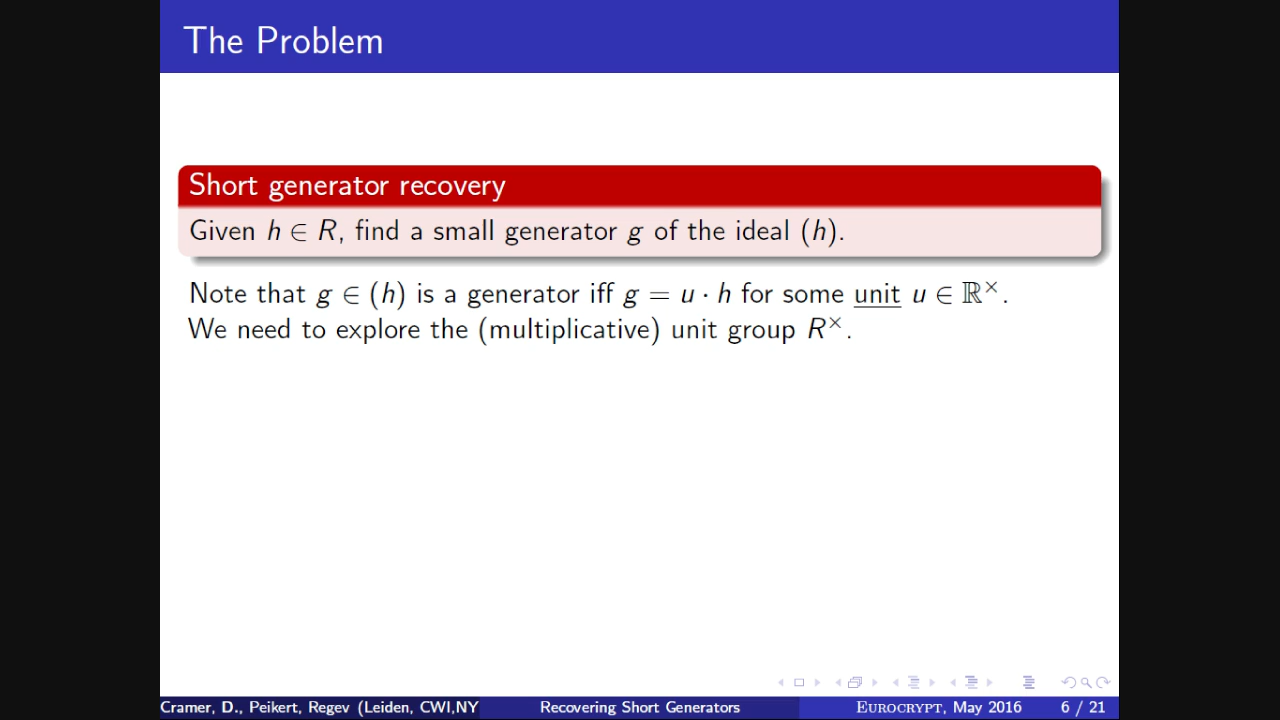 The Problem
Short generator recovery
Given h ∈ R, find a small generator g of the ideal (h).
Note that g ∈ (h) is a generator iff g = u · h for some unit u ∈ ℝ×.
We need to explore the (multiplicative) unit group R×.
Cramer, D., Peikert, Regev (Leiden, CWI,NY Recovering Short Generators EUROCRYPT, May 2016 6 / 21